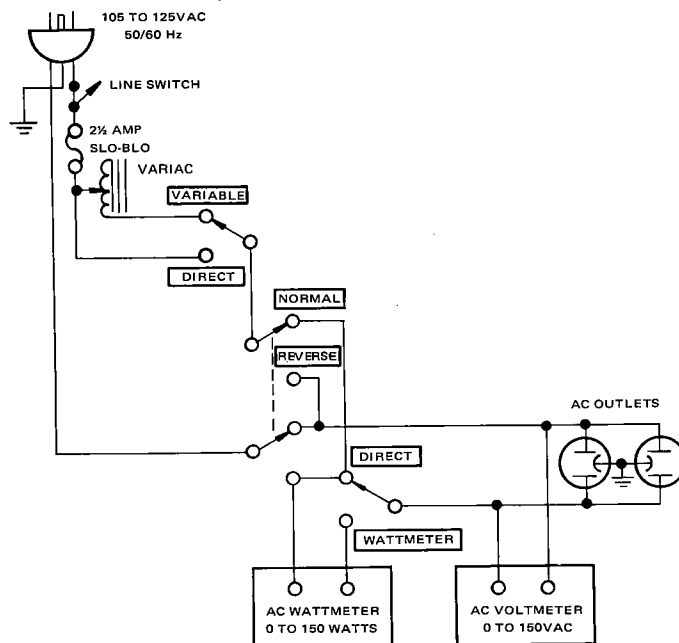 105 TO 125VAC
50/60 Hz
LINE SWITCH
2½ AMP
SLO-BLO
VARIAC
VARIABLE
DIRECT
NORMAL
REVERSE
AC OUTLETS
DIRECT
WATTMETER
AC WATTMETER
0 TO 150 WATTS
AC VOLTMETER
0 TO 150VAC